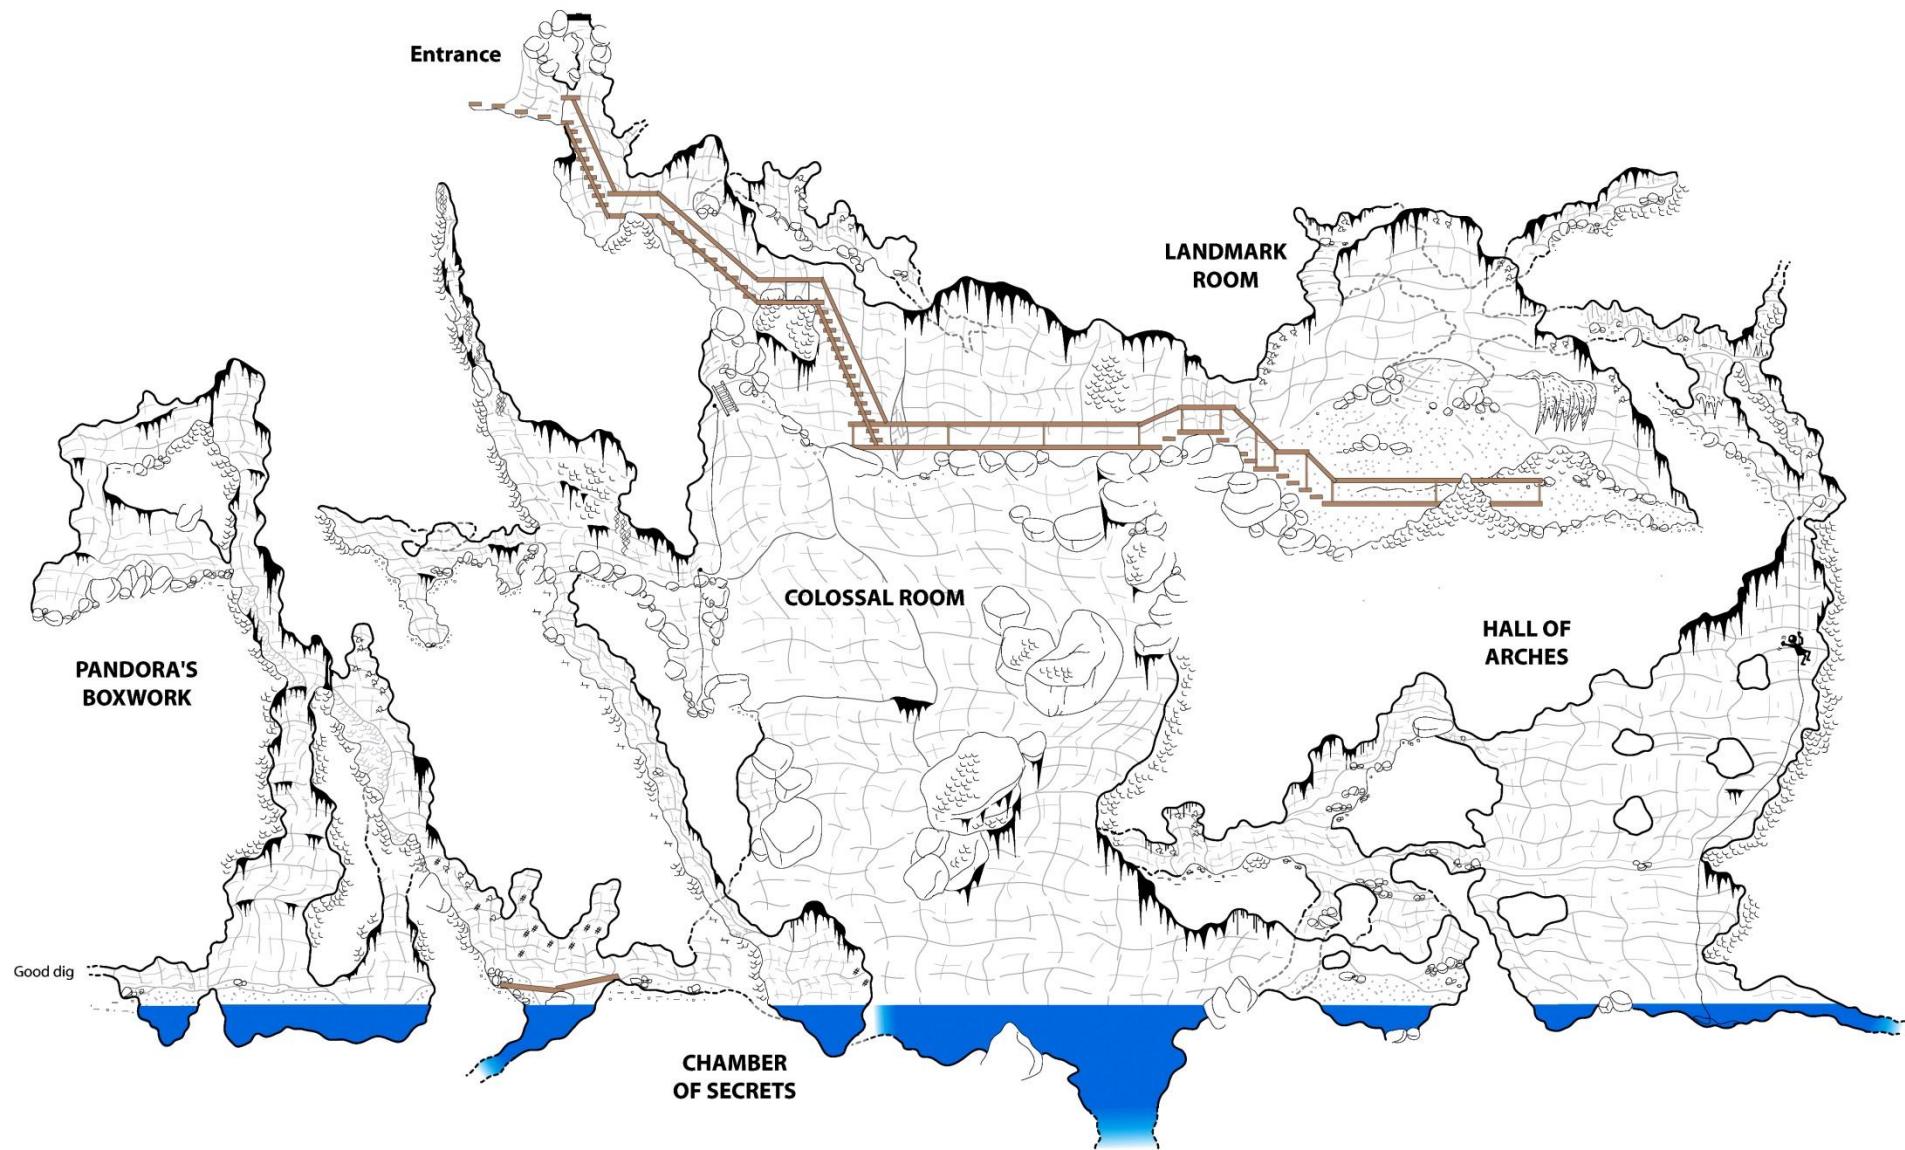 Entrance
LANDMARK
ROOM
COLOSSAL ROOM
HALL OF
ARCHES
PANDORA'S
BOXWORK
Good dig
CHAMBER
OF SECRETS